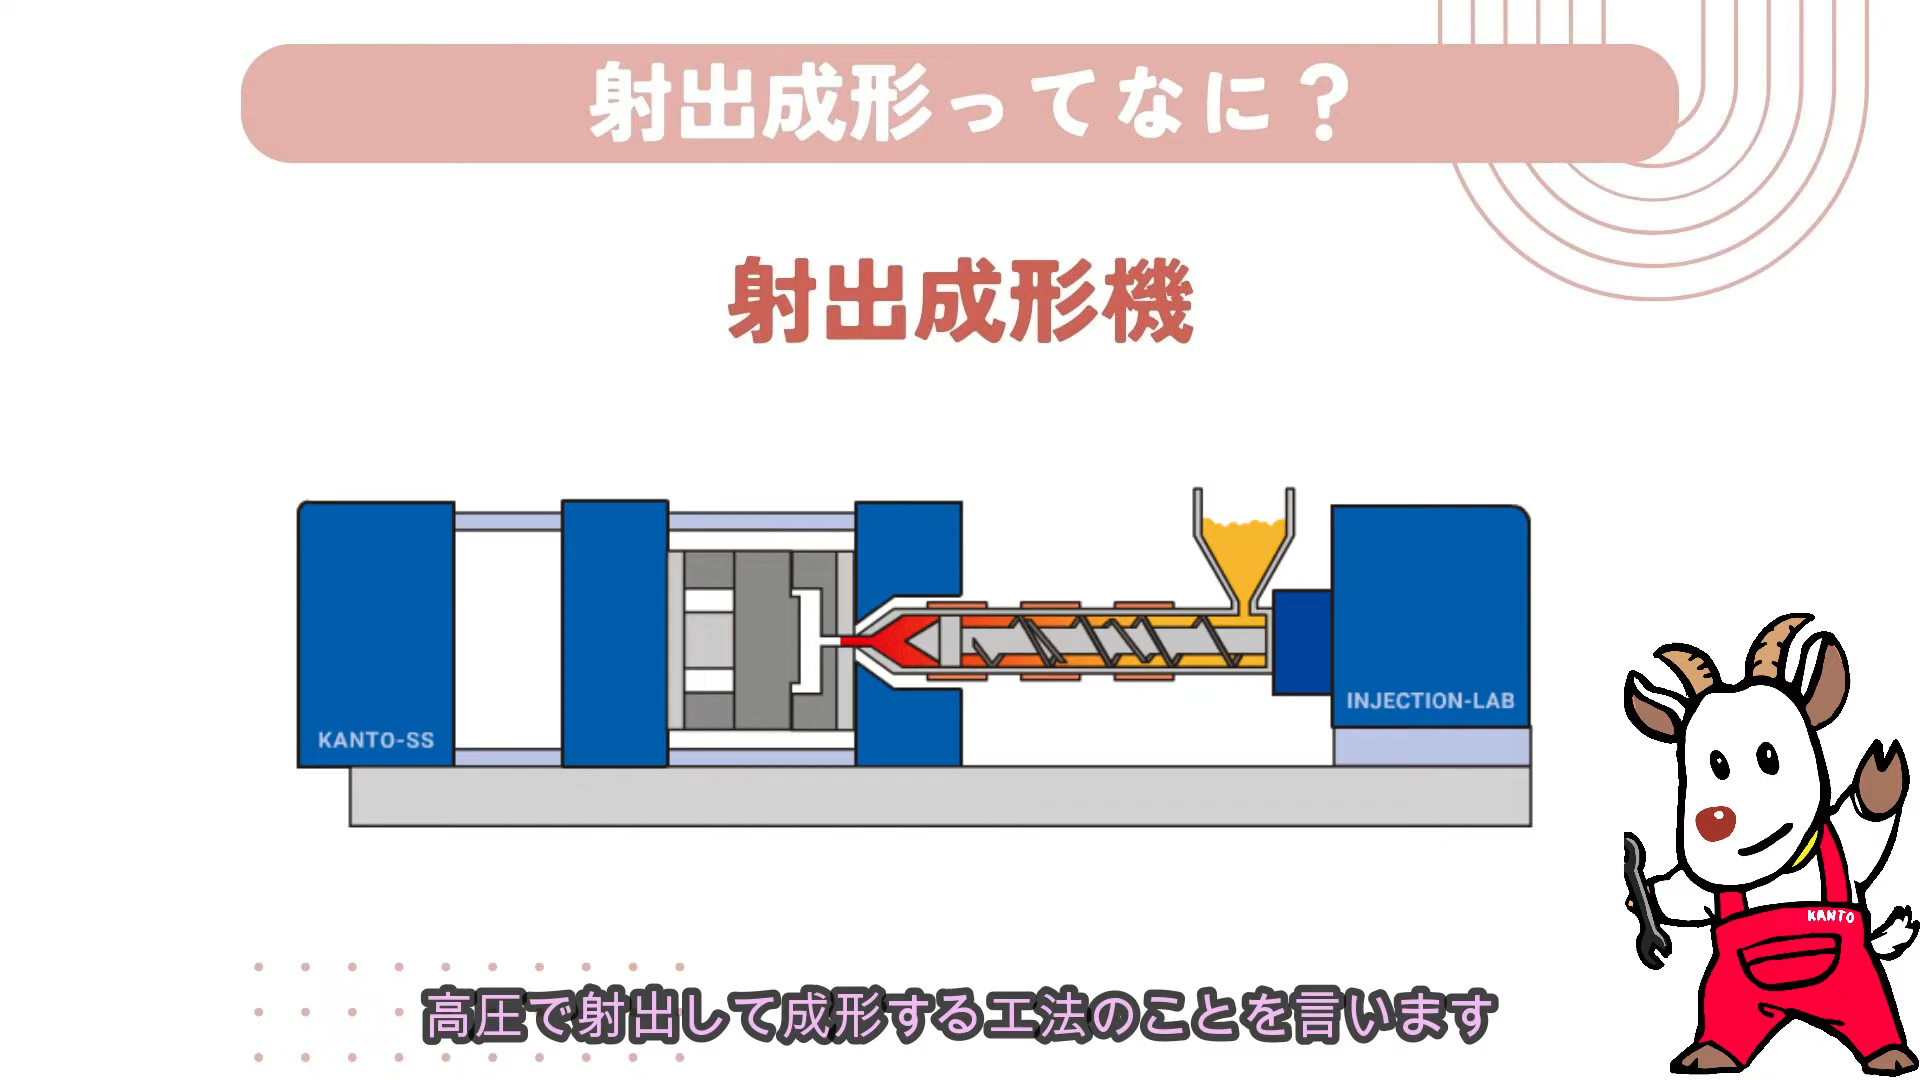 射出成形ってなに？
射出成形機
KANTO-SS
INJECTION-LAB
KANTO
高圧で射出して成形する工法のことを言います